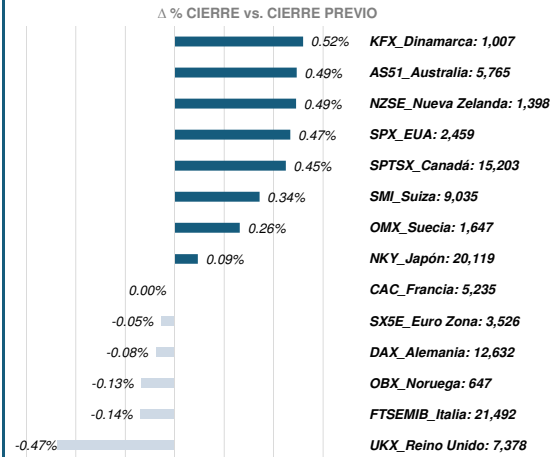 Δ % CIERRE vs. CIERRE PREVIO
0.52% KFX_Dinamarca: 1,007
0.49% AS51_Australia: 5,765
0.49% NZSE_Nueva Zelanda: 1,398
0.47% SPX_EUA: 2,459
0.45% SPTSX_Canadá: 15,203
0.34% SMI_Suiza: 9,035
0.26% OMX_Suecia: 1,647
0.09% NKY_Japón: 20,119
0.00% CAC_Francia: 5,235
-0.05% SX5E_Euro Zona: 3,526
-0.08% DAX_Alemania: 12,632
-0.13% OBX_Noruega: 647
-0.14% FTSEMIB_Italia: 21,492
-0.47% UKX_Reino Unido: 7,378